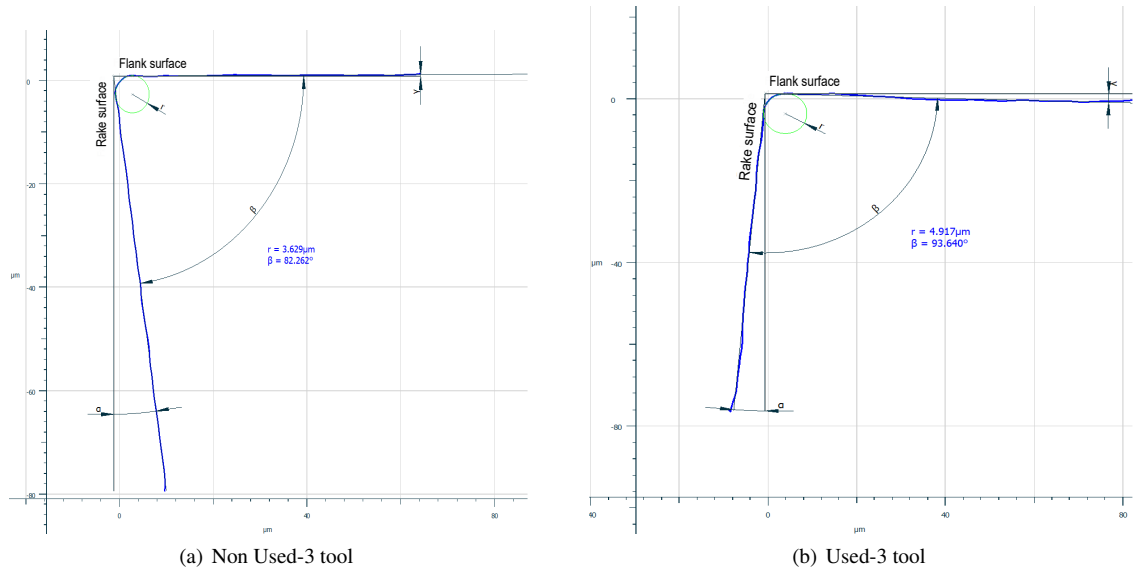 Flank surface
Rake surface
r
γ
β
r = 3.629µm
β = 82.262°
α
0
-20
-40
-60
-80
µm
0
40
80
µm
(a) Non Used-3 tool
Flank surface
Rake surface
r
γ
β
r = 4.917µm
β = 93.640°
α
0
-40
-80
µm
40
0
40
80
µm
(b) Used-3 tool